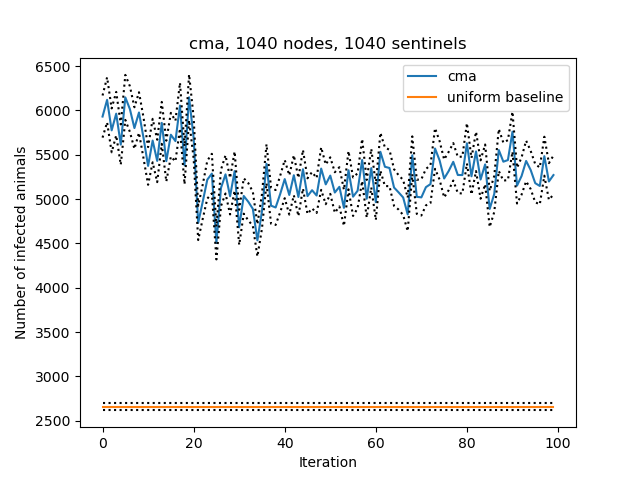 cma, 1040 nodes, 1040 sentinels
cma
uniform baseline
Number of infected animals
6500
6000
5500
5000
4500
4000
3500
3000
2500
0 20 40 60 80 100
Iteration